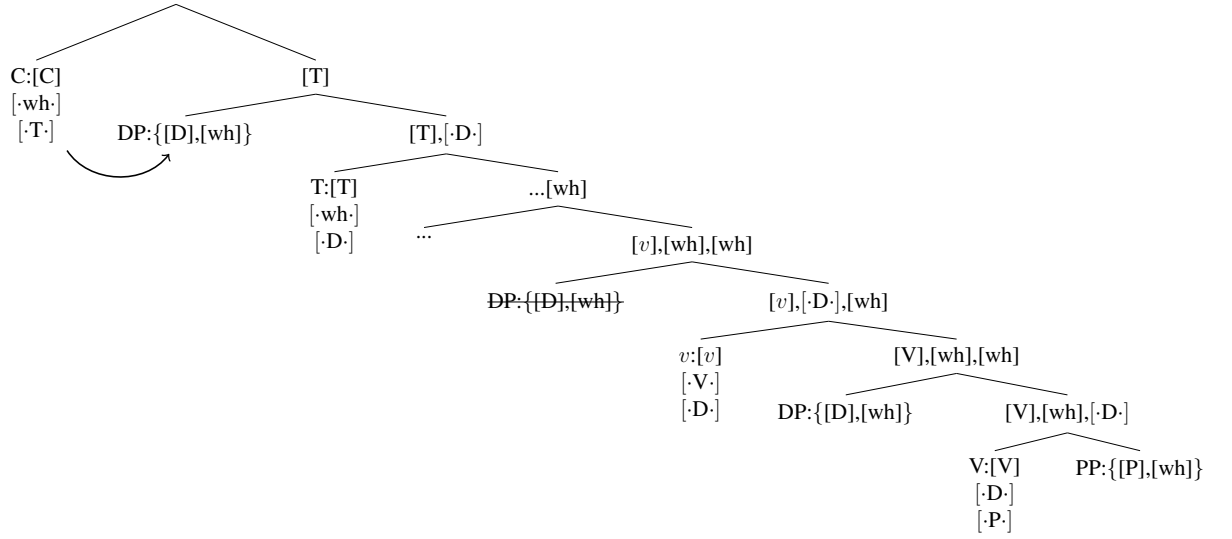 C:[C] [T]
[·wh·]
[·T·] DP:{[D],[wh]} [T],[·D·]
T:[T] ...[wh]
[·wh·]
[·D·] ... [v],[wh],[wh]
DP:{[D],[wh]} [v],[·D·],[wh]
v:[v] [V],[wh],[wh]
[·V·]
[·D·] DP:{[D],[wh]} [V],[wh],[·D·]
V:[V] PP:{[P],[wh]}
[·D·]
[·P·]